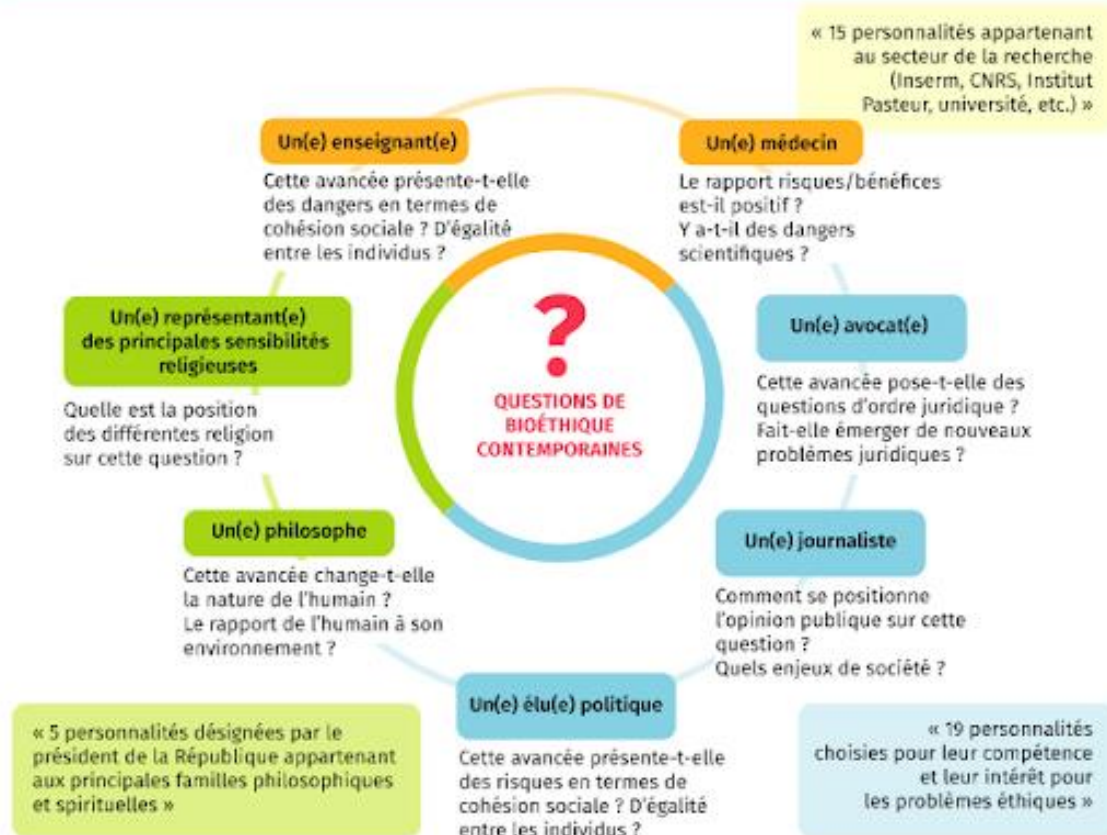 « 15 personnalités appartenant
au secteur de la recherche
(Inserm, CNRS, Institut
Pasteur, université, etc.) »
Un(e) enseignant(e)
Cette avancée présente-t-elle
des dangers en termes de
cohésion sociale ? D'égalité
entre les individus ?
Un(e) médecin
Le rapport risques/bénéfices
est-il positif ?
Y a-t-il des dangers
scientifiques ?
Un(e) représentant(e)
des principales sensibilités
religieuses
Quelle est la position
des différentes religion
sur cette question ?
?
QUESTIONS DE
BIOÉTHIQUE
CONTEMPORAINES
Un(e) avocat(e)
Cette avancée pose-t-elle des
questions d'ordre juridique ?
Fait-elle émerger de nouveaux
problèmes juridiques ?
Un(e) philosophe
Cette avancée change-t-elle
la nature de l'humain ?
Le rapport de l'humain à son
environnement ?
Un(e) journaliste
Comment se positionne
l'opinion publique sur cette
question ?
Quels enjeux de société ?
Un(e) élu(e) politique
Cette avancée présente-t-elle
des risques en termes de
cohésion sociale ? D'égalité
entre les individus ?
« 5 personnalités désignées par le
président de la République appartenant
aux principales familles philosophiques
et spirituelles »
« 19 personnalités
choisies pour leur compétence
et leur intérêt pour
les problèmes éthiques »